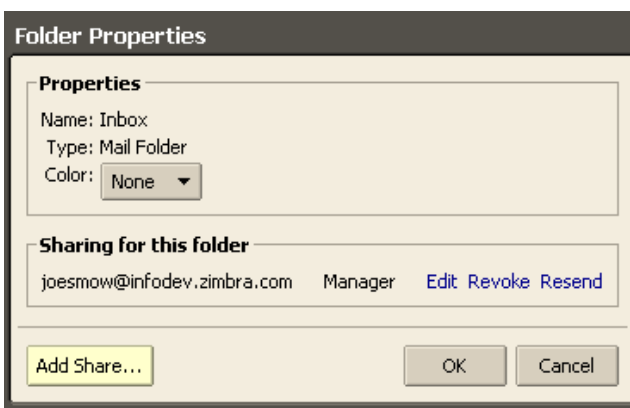 Folder Properties
Properties
Name: Inbox
Type: Mail Folder
Color: None
Sharing for this folder
joesmow@infodev.zimbra.com Manager Edit Revoke Resend
Add Share... OK Cancel